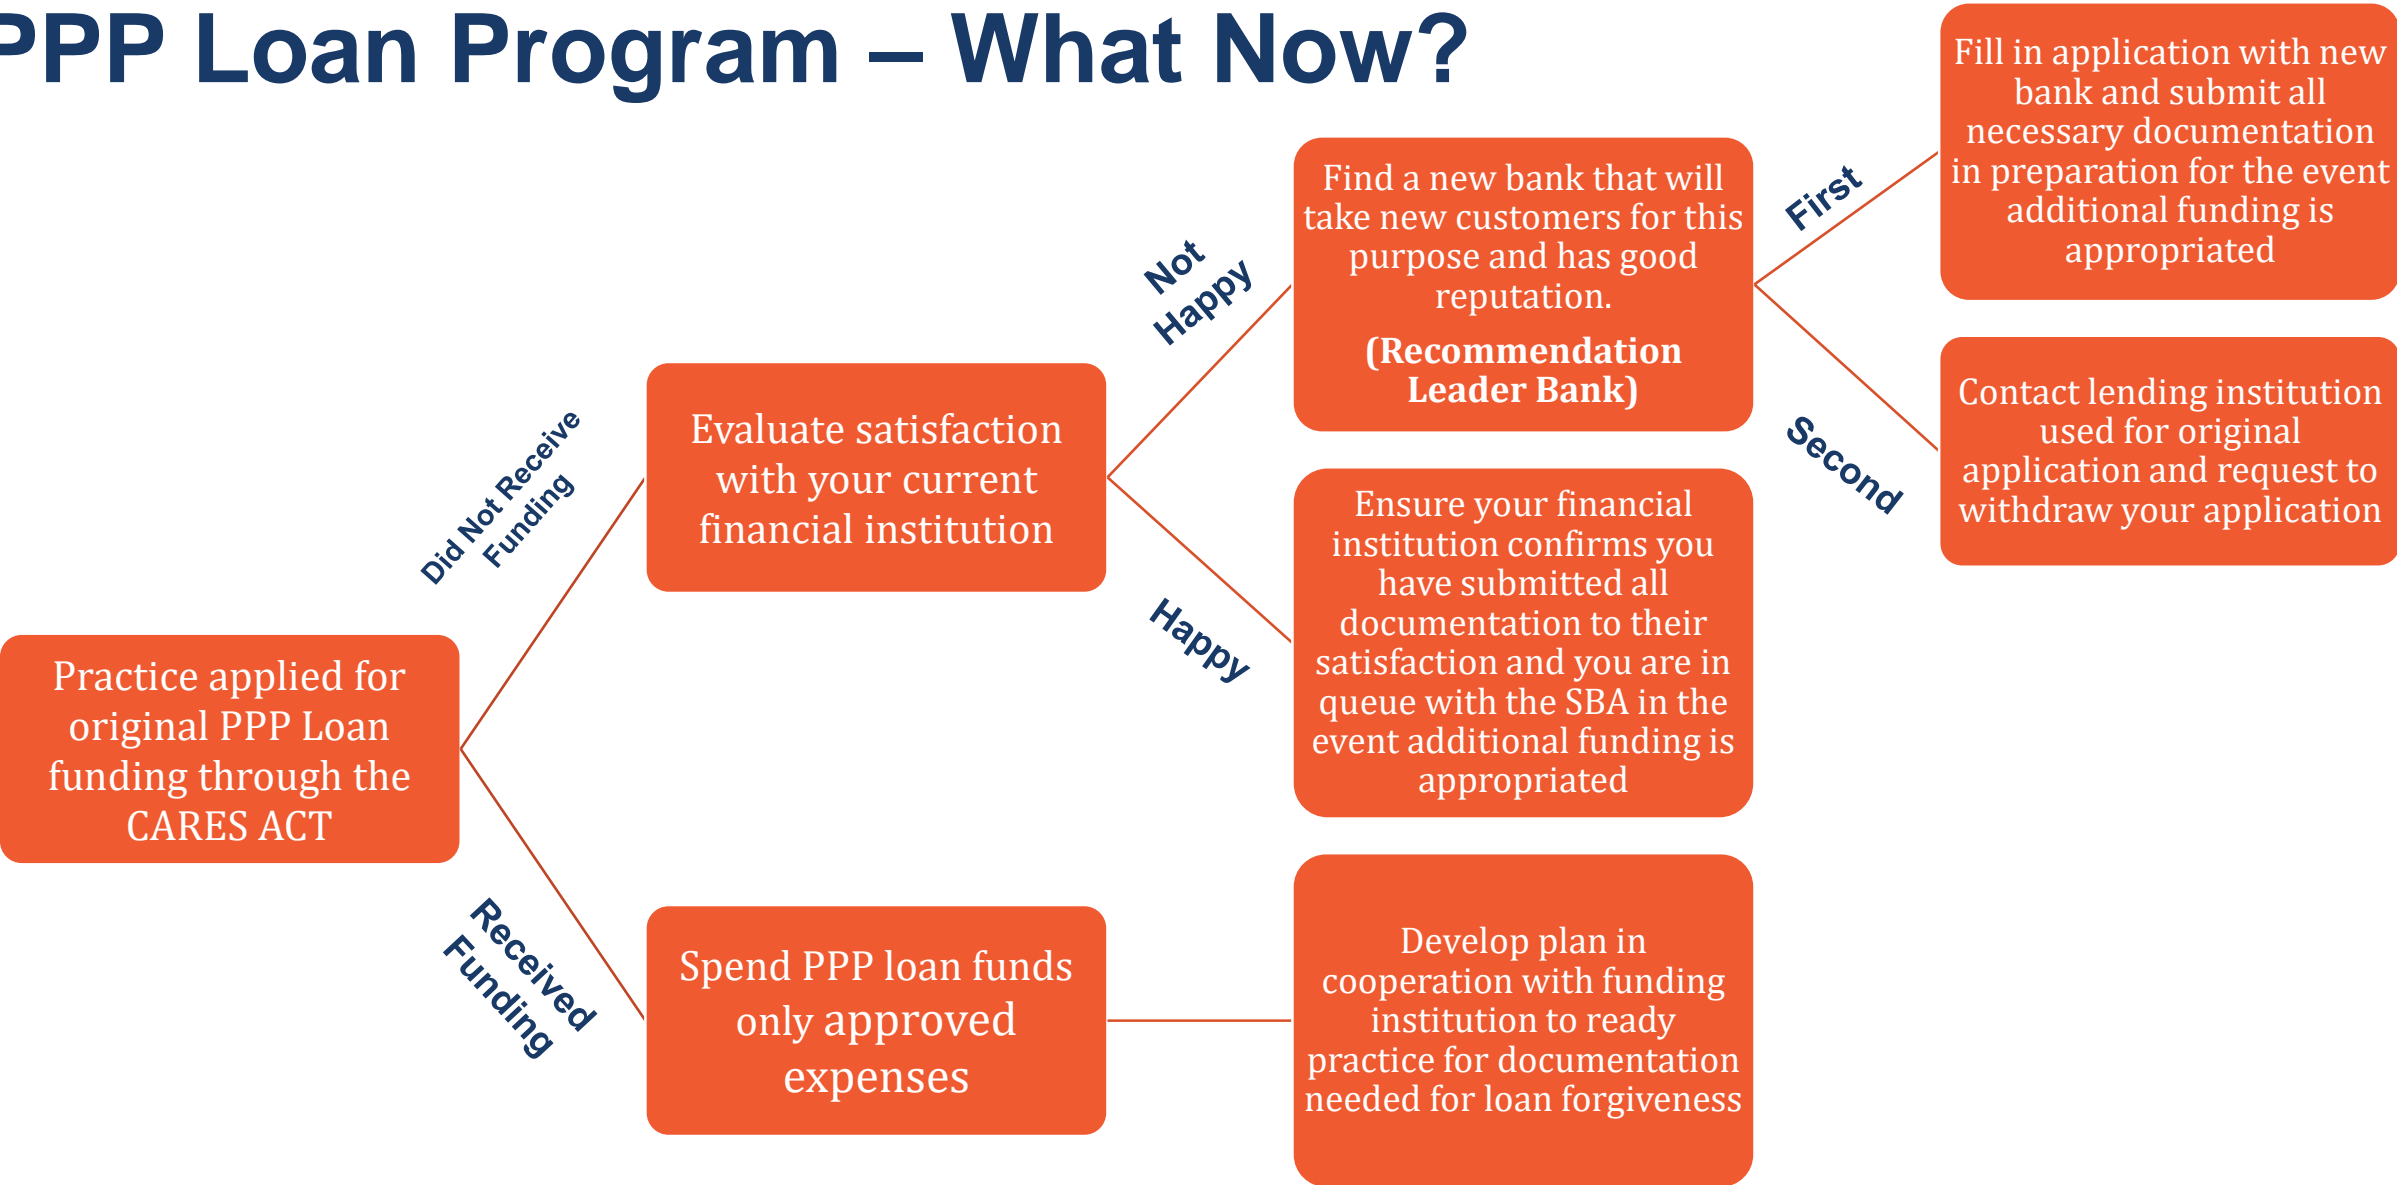 PPP Loan Program – What Now?
Practice applied for
original PPP Loan
funding through the
CARES ACT
Did Not Receive
Funding
Received
Funding
Evaluate satisfaction
with your current
financial institution
Spend PPP loan funds
only approved
expenses
Not
Happy
Happy
Find a new bank that will
take new customers for this
purpose and has good
reputation.
(Recommendation
Leader Bank)
Ensure your financial
institution confirms you
have submitted all
documentation to their
satisfaction and you are in
queue with the SBA in the
event additional funding is
appropriated
Develop plan in
cooperation with funding
institution to ready
practice for documentation
needed for loan forgiveness
First
Second
Fill in application with new
bank and submit all
necessary documentation
in preparation for the event
additional funding is
appropriated
Contact lending institution
used for original
application and request to
withdraw your application